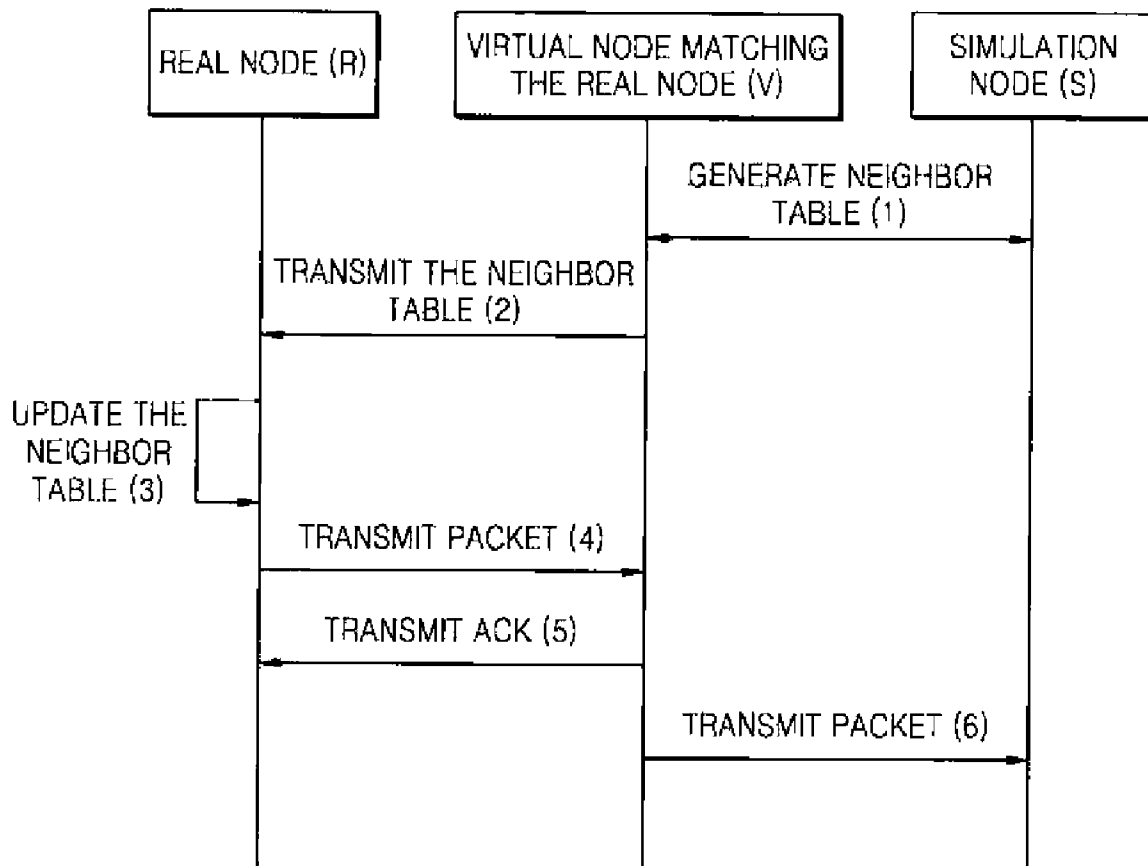 REAL NODE (R)
VIRTUAL NODE MATCHING
THE REAL NODE (V)
SIMULATION
NODE (S)
GENERATE NEIGHBOR
TABLE (1)
TRANSMIT THE NEIGHBOR
TABLE (2)
UPDATE THE
NEIGHBOR
TABLE (3)
TRANSMIT PACKET (4)
TRANSMIT ACK (5)
TRANSMIT PACKET (6)